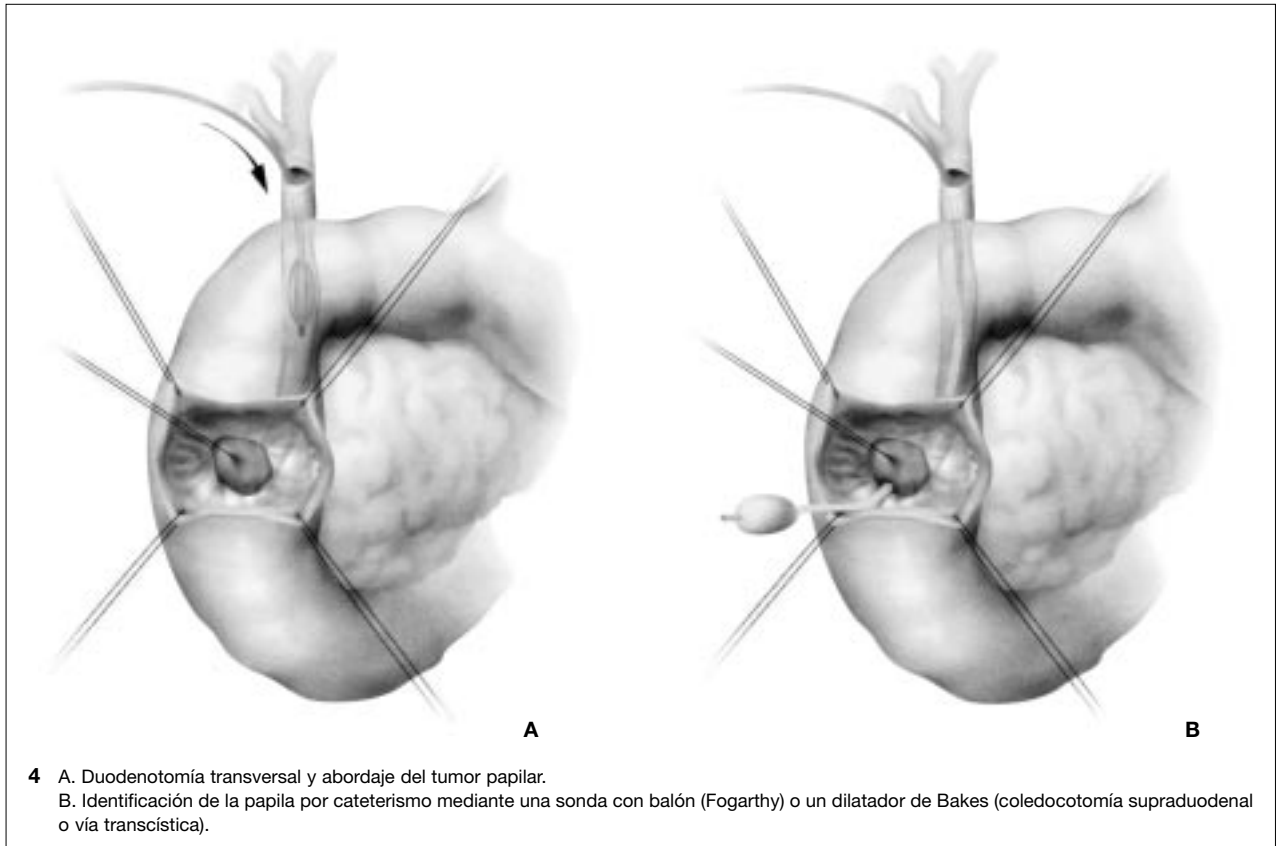 A
B
4 A. Duodenotomía transversal y abordaje del tumor papilar.
B. Identificación de la papila por cateterismo mediante una sonda con balón (Fogarthy) o un dilatador de Bakes (coledocotomía supraduodenal
o vía transcística).